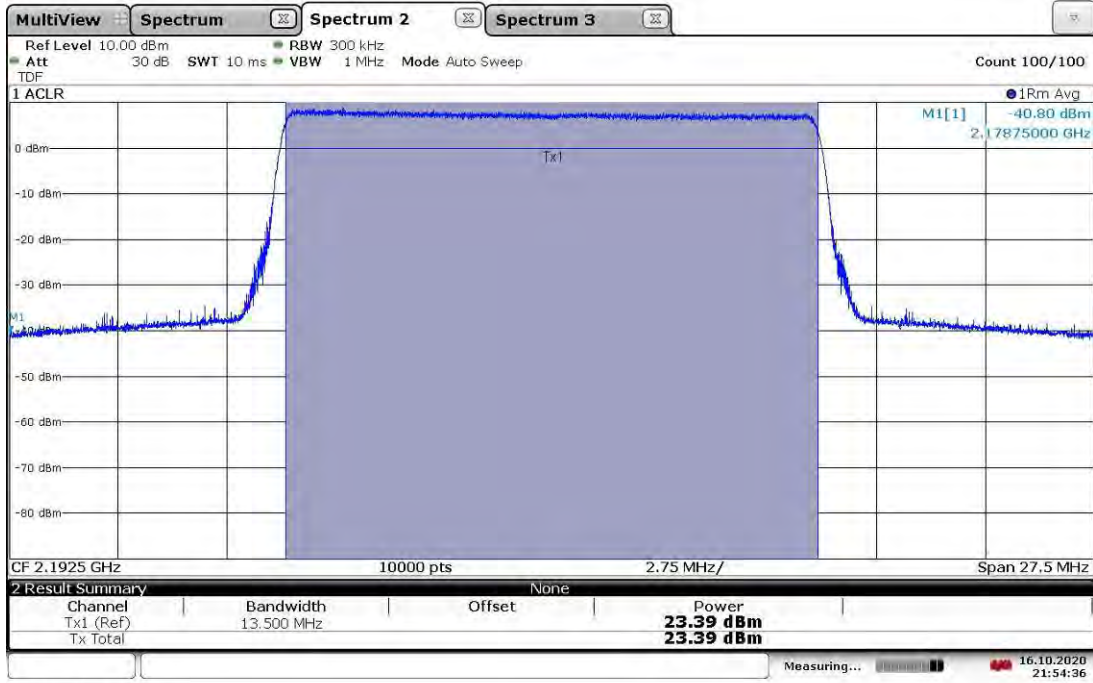 MultiView Spectrum Spectrum 2 Spectrum 3
Ref Level 10.00 dBm RBW 300 kHz
Att 30 dB SWT 10 ms VBW 1 MHz Mode Auto Sweep Count 100/100
TDF
1 ACLR 1Rm Avg
M1[1] -40.80 dBm
2.17875000 GHz
0 dBm
Tx1
-10 dBm
-20 dBm
-30 dBm
M1
-40 dBm
-50 dBm
-60 dBm
-70 dBm
-80 dBm
CF 2.1925 GHz 10000 pts 2.75 MHz/ Span 27.5 MHz
2 Result Summary None
Channel Bandwidth Offset Power
Tx1 (Ref) 13.500 MHz 23.39 dBm
Tx Total 23.39 dBm
Measuring... 16.10.2020
21:54:36